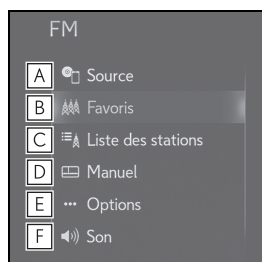 FM
A Source
B Favoris
C Liste des stations
D Manuel
E Options
F Son